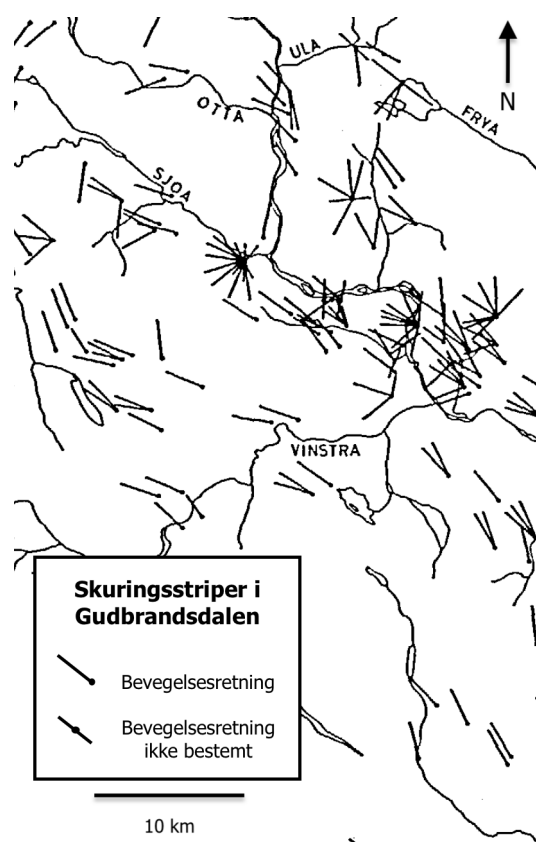 ULA
N
OTTA
FRYA
SJOA
VINSTRA
Skuringsstriper i
Gudbrandsdalen
Bevegelsesretning
Bevegelsesretning
ikke bestemt
10 km